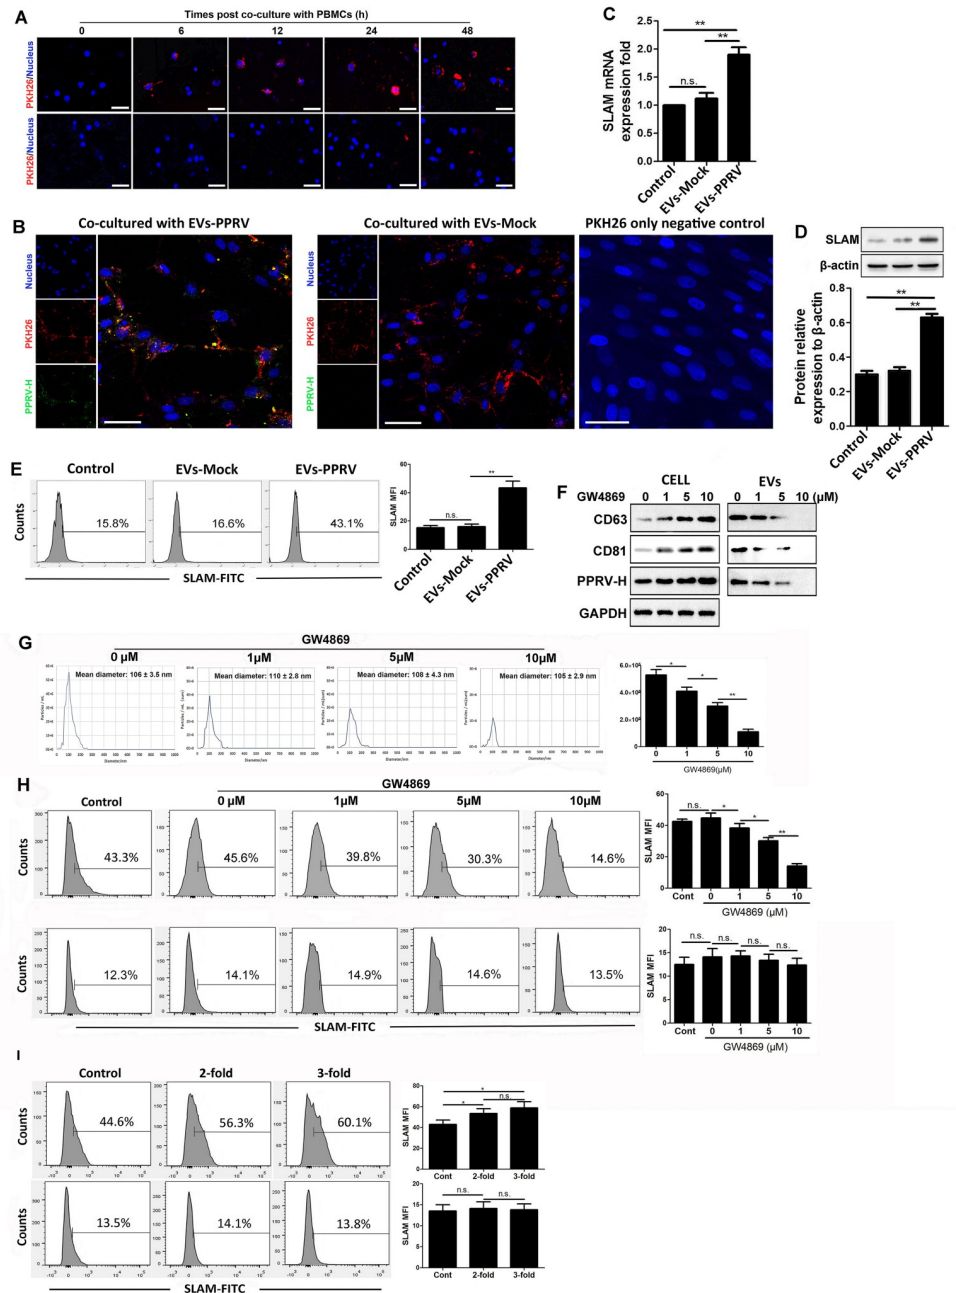 A
Times post co-culture with PBMCs (h)
0 6 12 24 48
PKH26/Nucleus
PKH26/Nucleus
B
Co-cultured with EVs-PPRV
Nucleus
PKH26
PPRV-H
Co-cultured with EVs-Mock
Nucleus
PKH26
PPRV-H
PKH26 only negative control
C
SLAM mRNA
expression fold
2.5
2.0
1.5
1.0
0.5
0.0
n.s.
**
**
Control
EVs-Mock
EVs-PPRV
D
SLAM
β-actin
Protein relative
expression to β-actin
0.8
0.6
0.4
0.2
0.0
**
**
Control
EVs-Mock
EVs-PPRV
E
Control EVs-Mock EVs-PPRV
Counts
15.8% 16.6% 43.1%
SLAM-FITC
SLAM MFI
60
40
20
0
n.s.
**
Control
EVs-Mock
EVs-PPRV
F
CELL EVs
GW4869 0 1 5 10 0 1 5 10 (μM)
CD63
CD81
PPRV-H
GAPDH
G
GW4869
0 μM 1μM 5μM 10μM
Mean diameter: 106 ± 3.5 nm
Mean diameter: 110 ± 2.8 nm
Mean diameter: 108 ± 4.3 nm
Mean diameter: 105 ± 2.9 nm
Diameter/nm Diameter/nm Diameter/nm Diameter/nm
* * **
0 1 5 10
GW4869(μM)
H
GW4869
Control 0 μM 1μM 5μM 10μM
Counts
43.3% 45.6% 39.8% 30.3% 14.6%
SLAM MFI
60
40
20
0
n.s. * * **
Cont 0 1 5 10
GW4869 (μM)
Counts
12.3% 14.1% 14.9% 14.6% 13.5%
SLAM-FITC
SLAM MFI
20
15
10
5
0
n.s. n.s. n.s. n.s.
Cont 0 1 5 10
GW4869 (μM)
I
Control 2-fold 3-fold
Counts
44.6% 56.3% 60.1%
SLAM MFI
80
60
40
20
0
*
* n.s.
Cont 2-fold 3-fold
Counts
13.5% 14.1% 13.8%
SLAM-FITC
SLAM MFI
20
15
10
5
0
n.s. n.s.
Cont 2-fold 3-fold